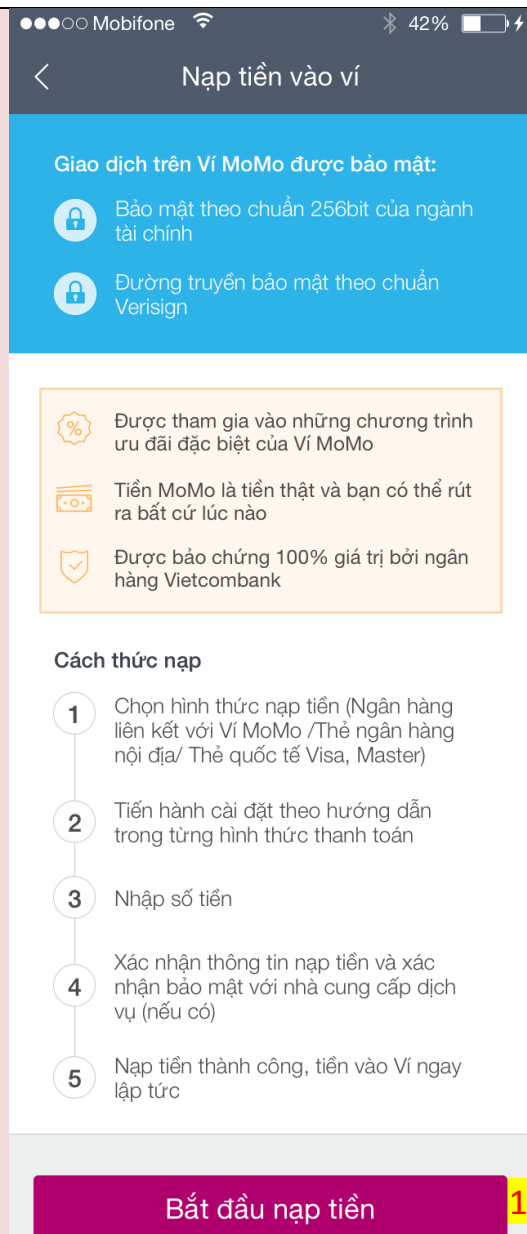 Mobifone 42%
Nạp tiền vào ví
Giao dịch trên Ví MoMo được bảo mật:
Bảo mật theo chuẩn 256bit của ngành
tài chính
Đường truyền bảo mật theo chuẩn
Verisign
Được tham gia vào những chương trình
ưu đãi đặc biệt của Ví MoMo
Tiền MoMo là tiền thật và bạn có thể rút
ra bất cứ lúc nào
Được bảo chứng 100% giá trị bởi ngân
hàng Vietcombank
Cách thức nạp
1 Chọn hình thức nạp tiền (Ngân hàng
liên kết với Ví MoMo /Thẻ ngân hàng
nội địa/ Thẻ quốc tế Visa, Master)
2 Tiến hành cài đặt theo hướng dẫn
trong từng hình thức thanh toán
3 Nhập số tiền
4 Xác nhận thông tin nạp tiền và xác
nhận bảo mật với nhà cung cấp dịch
vụ (nếu có)
5 Nạp tiền thành công, tiền vào Ví ngay
lập tức
Bắt đầu nạp tiền 1